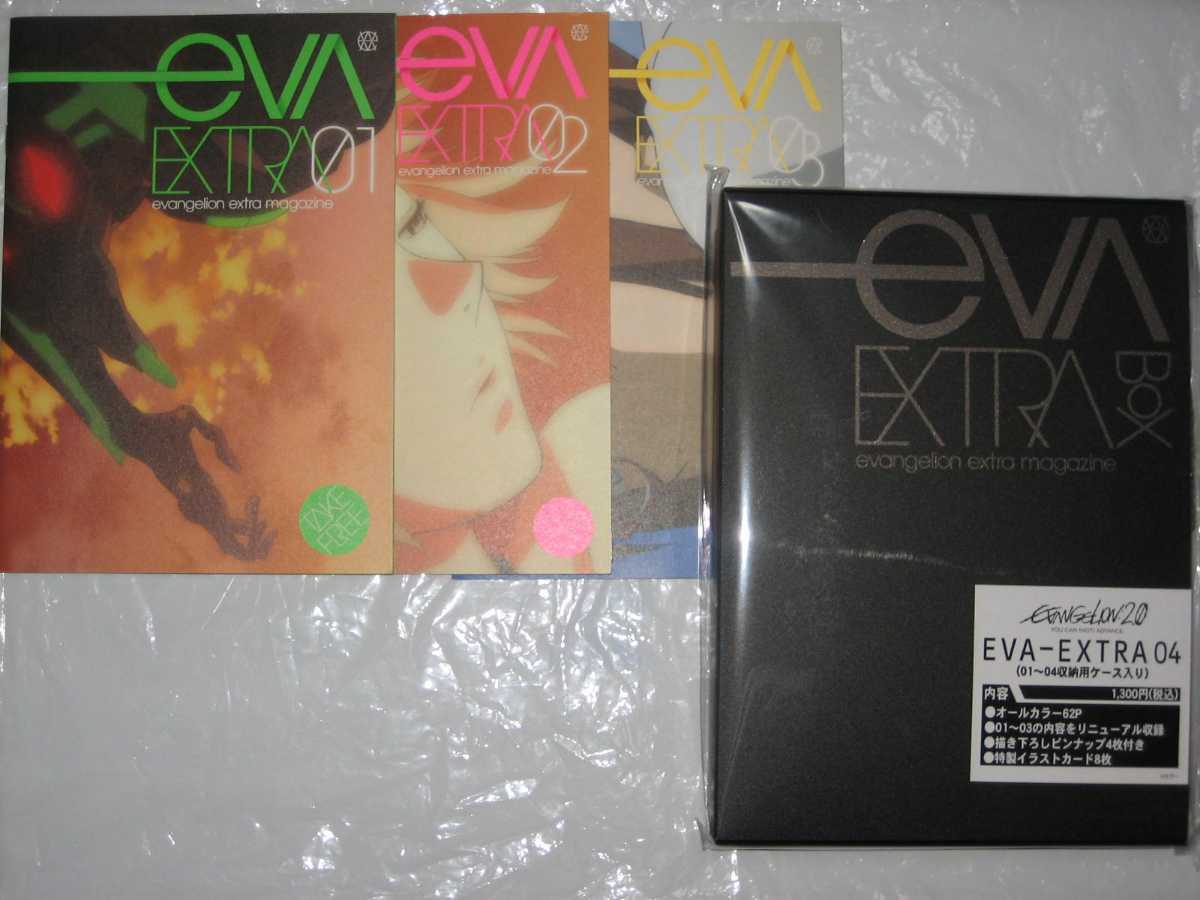 eVA
EXTRA01
evangelion extra magazine
TAKE
FREE
eVA
EXTRA02
evangelion extra magazine
eVA
EXTRA03
evangelion extra magazine
eVA
EXTRA BOX
evangelion extra magazine
EVANGELION 2.0
YOU CAN (NOT) ADVANCE.
EVA-EXTRA 04
(01～04収納用ケース入り)
内容 1,300円(税込)
●オールカラー62P
●01～03の内容をリニューアル収録
●描き下ろしピンナップ4枚付き
●特製イラストカード8枚